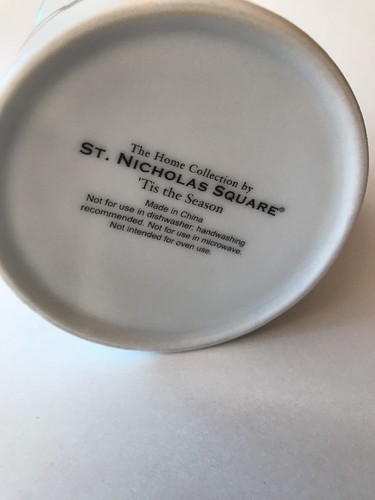 The Home Collection by
ST. NICHOLAS SQUARE®
'Tis the Season
Made in China
Not for use in dishwasher; handwashing
recommended. Not for use in microwave.
Not intended for oven use.